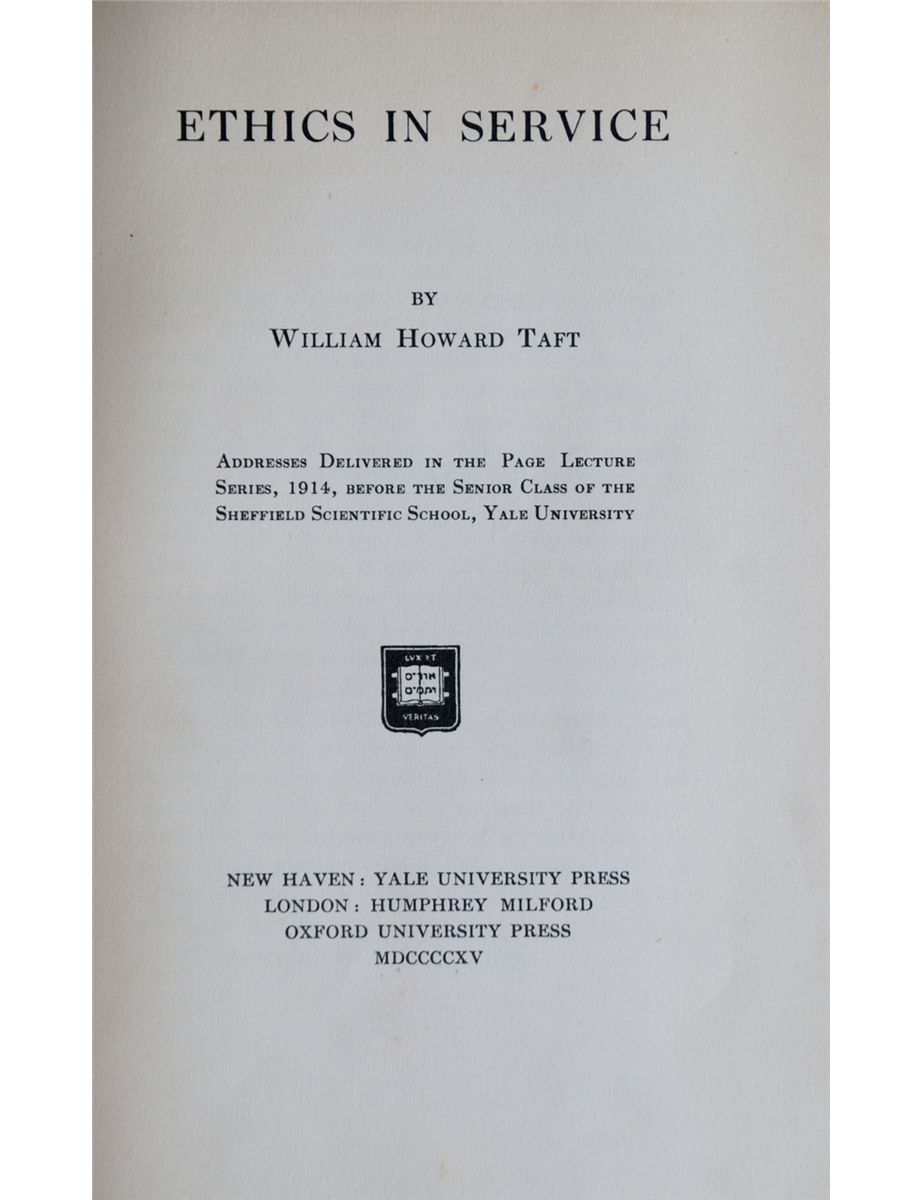 ETHICS IN SERVICE
BY
WILLIAM HOWARD TAFT
ADDRESSES DELIVERED IN THE PAGE LECTURE
SERIES, 1914, BEFORE THE SENIOR CLASS OF THE
SHEFFIELD SCIENTIFIC SCHOOL, YALE UNIVERSITY
LVX ET
אורים
ותמים
VERITAS
NEW HAVEN: YALE UNIVERSITY PRESS
LONDON: HUMPHREY MILFORD
OXFORD UNIVERSITY PRESS
MDCCCCXV